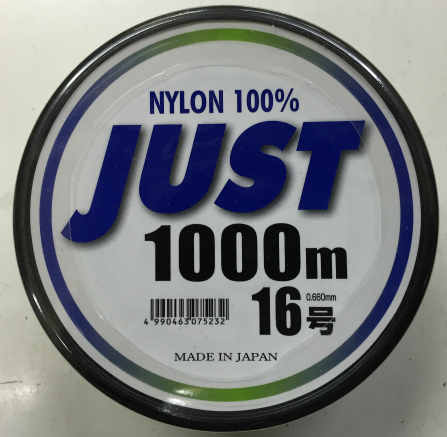 NYLON 100%
JUST
1000m
16号 0.660mm
4 990463 075232
MADE IN JAPAN